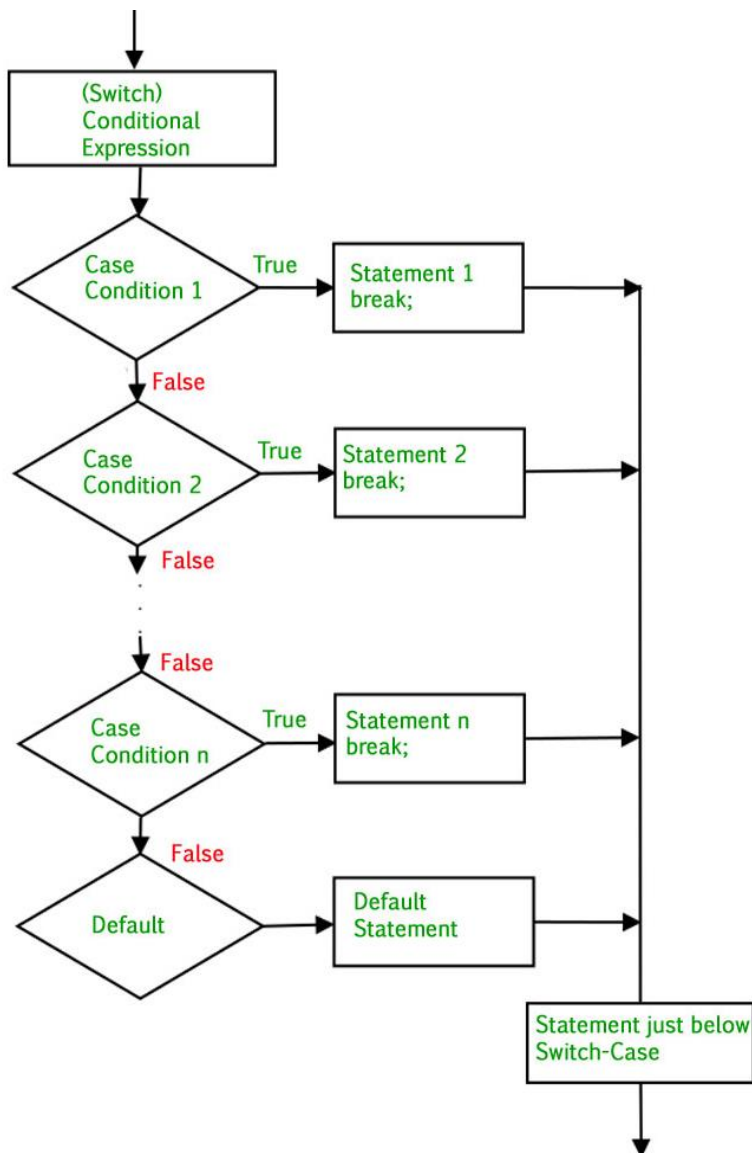 (Switch)
Conditional
Expression
Case
Condition 1
True
Statement 1
break;
False
Case
Condition 2
True
Statement 2
break;
False
False
Case
Condition n
True
Statement n
break;
False
Default
Default
Statement
Statement just below
Switch-Case